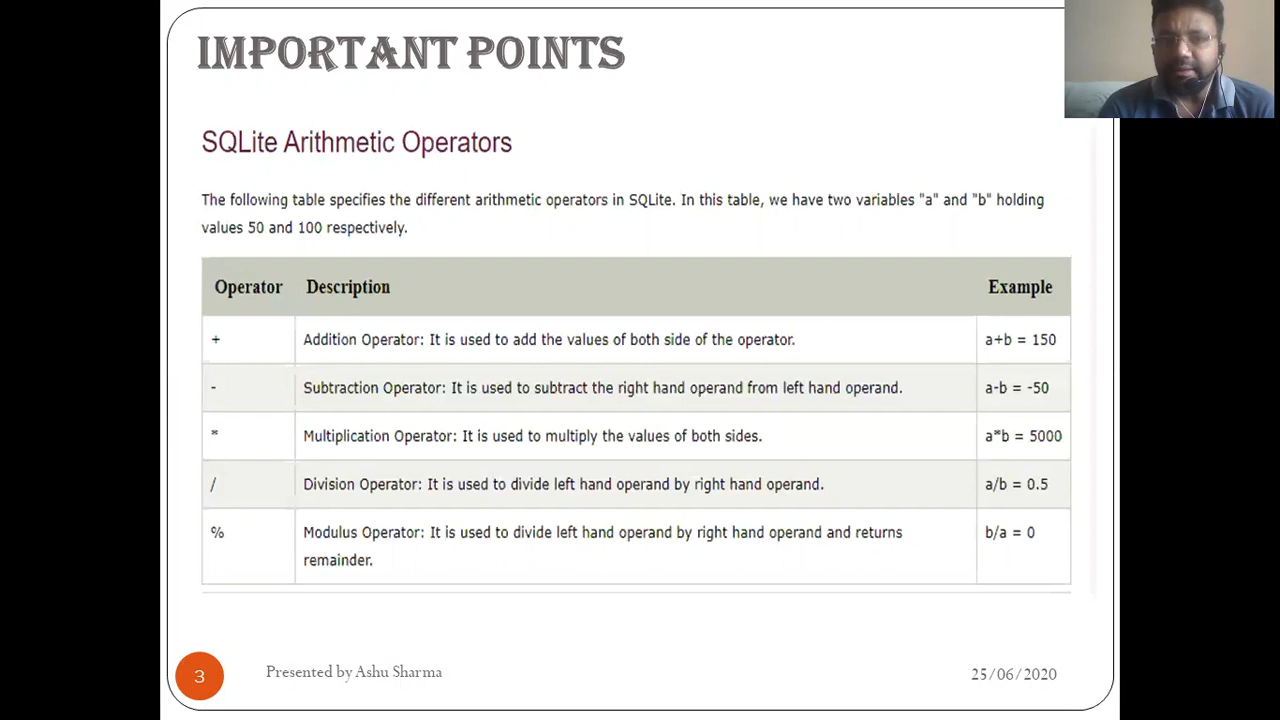 IMPORTANT POINTS
SQLite Arithmetic Operators
The following table specifies the different arithmetic operators in SQLite. In this table, we have two variables "a" and "b" holding
values 50 and 100 respectively.
Operator Description Example
+ Addition Operator: It is used to add the values of both side of the operator. a+b = 150
- Subtraction Operator: It is used to subtract the right hand operand from left hand operand. a-b = -50
* Multiplication Operator: It is used to multiply the values of both sides. a*b = 5000
/ Division Operator: It is used to divide left hand operand by right hand operand. a/b = 0.5
% Modulus Operator: It is used to divide left hand operand by right hand operand and returns b/a = 0
remainder.
3 Presented by Ashu Sharma 25/06/2020